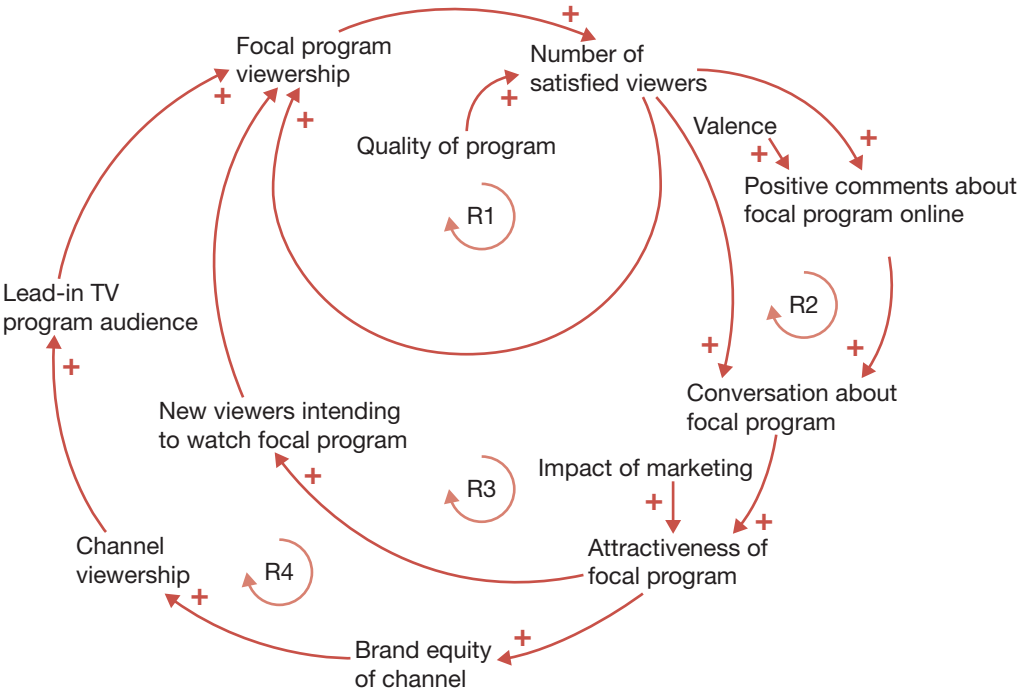 +
Focal program
viewership
+
+
Number of
satisfied viewers
+
Quality of program
Valence
+
+
Positive comments about
focal program online
R1
R2
Lead-in TV
program audience
+
+
+
Conversation about
focal program
New viewers intending
to watch focal program
+
R3
Impact of marketing
+
+
Attractiveness of
focal program
Channel
viewership
+
R4
+
Brand equity
of channel